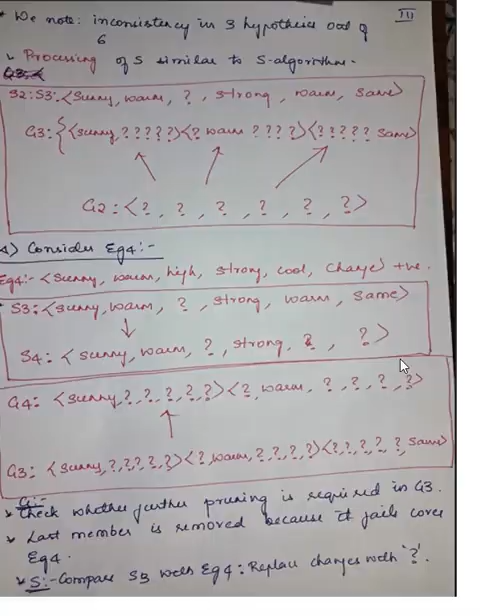 * We note: inconsistency in 3 hypothesis out of
III
6
* Processing of S similar to S-algorithm.
S2:S3: <Sunny, warm, ?, strong, warm, same>
G3: {<sunny, ?????> <? warm ????> <????? same>
G2: <?, ?, ?, ?, ?, ?>
4) Consider Eg4:-
Eg4:- <sunny, warm, high, strong, cool, change> +ve.
S3: <sunny, warm, ?, strong, warm, same>
S4: <sunny, warm, ?, strong, ?, ?>
G4: <sunny, ?, ?, ?, ?, ?> <?, warm, ?, ?, ?, ?>
G3: <sunny, ?, ?, ?, ?, ?> <?, warm, ?, ?, ?, ?> <?, ?, ?, ?, ?, same>
G:-
* Check whether further pruning is required in G3.
* Last member is removed because it fails cover
Eg4.
* S:- Compare S3 with Eg4: Replace changes with '?'.